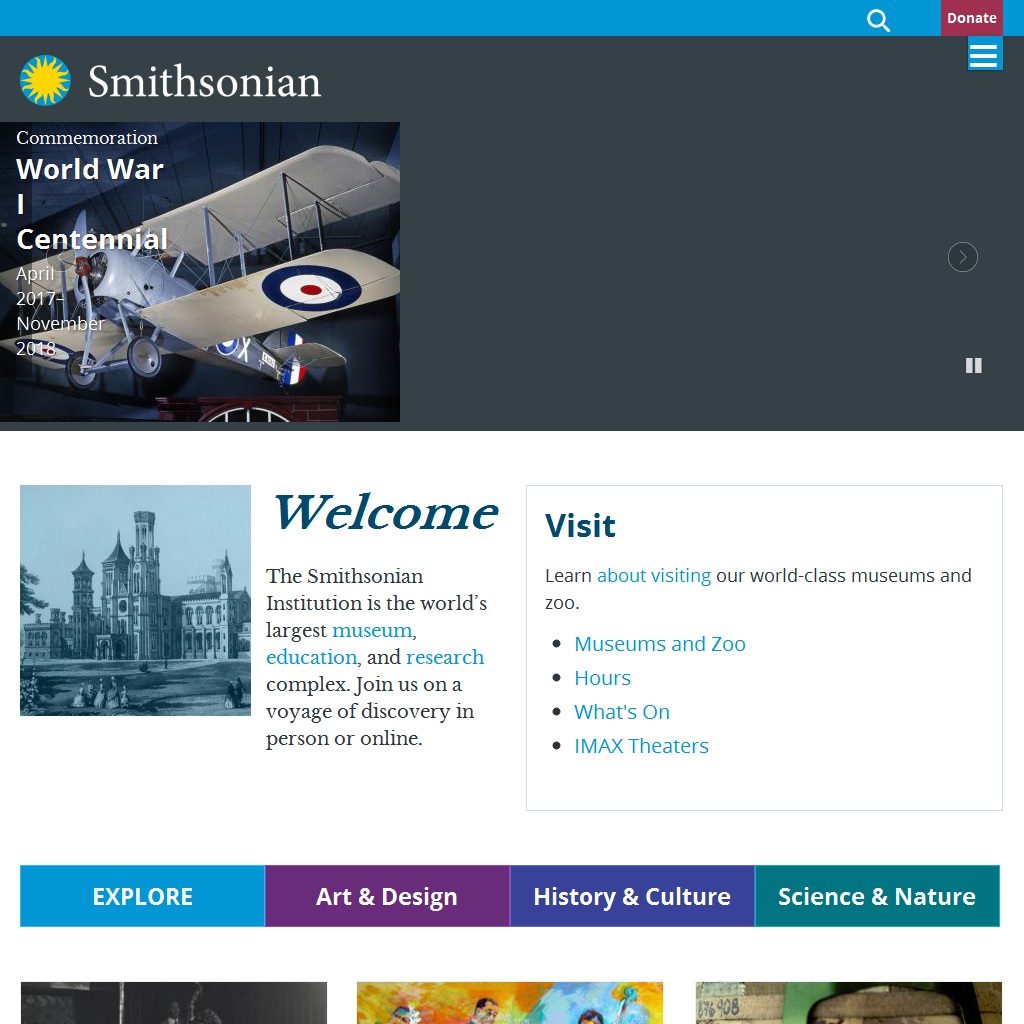 Donate
Smithsonian
Commemoration
World War
I
Centennial
April
2017–
November
2018
Welcome
The Smithsonian
Institution is the world’s
largest museum,
education, and research
complex. Join us on a
voyage of discovery in
person or online.
Visit
Learn about visiting our world-class museums and
zoo.
Museums and Zoo
Hours
What's On
IMAX Theaters
EXPLORE
Art & Design
History & Culture
Science & Nature